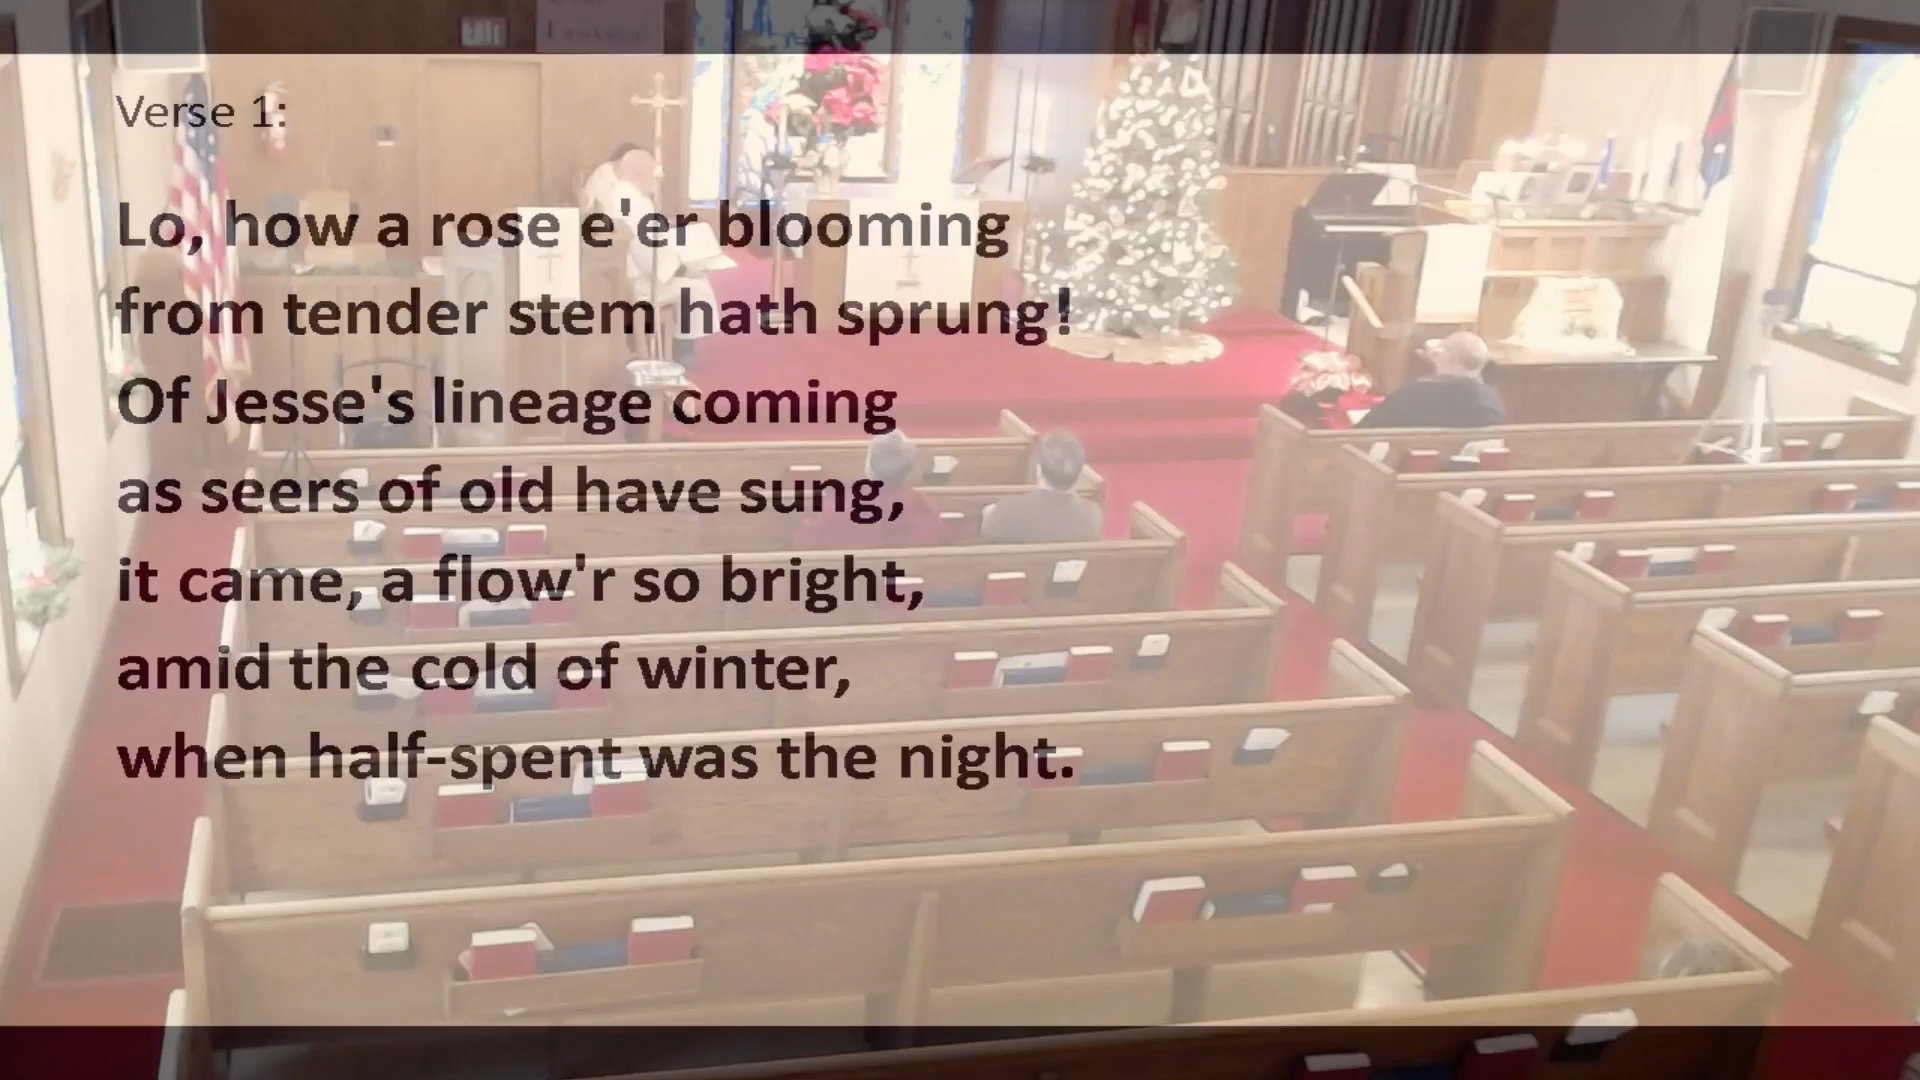 Verse 1:
Lo, how a rose e'er blooming
from tender stem hath sprung!
Of Jesse's lineage coming
as seers of old have sung,
it came, a flow'r so bright,
amid the cold of winter,
when half-spent was the night.